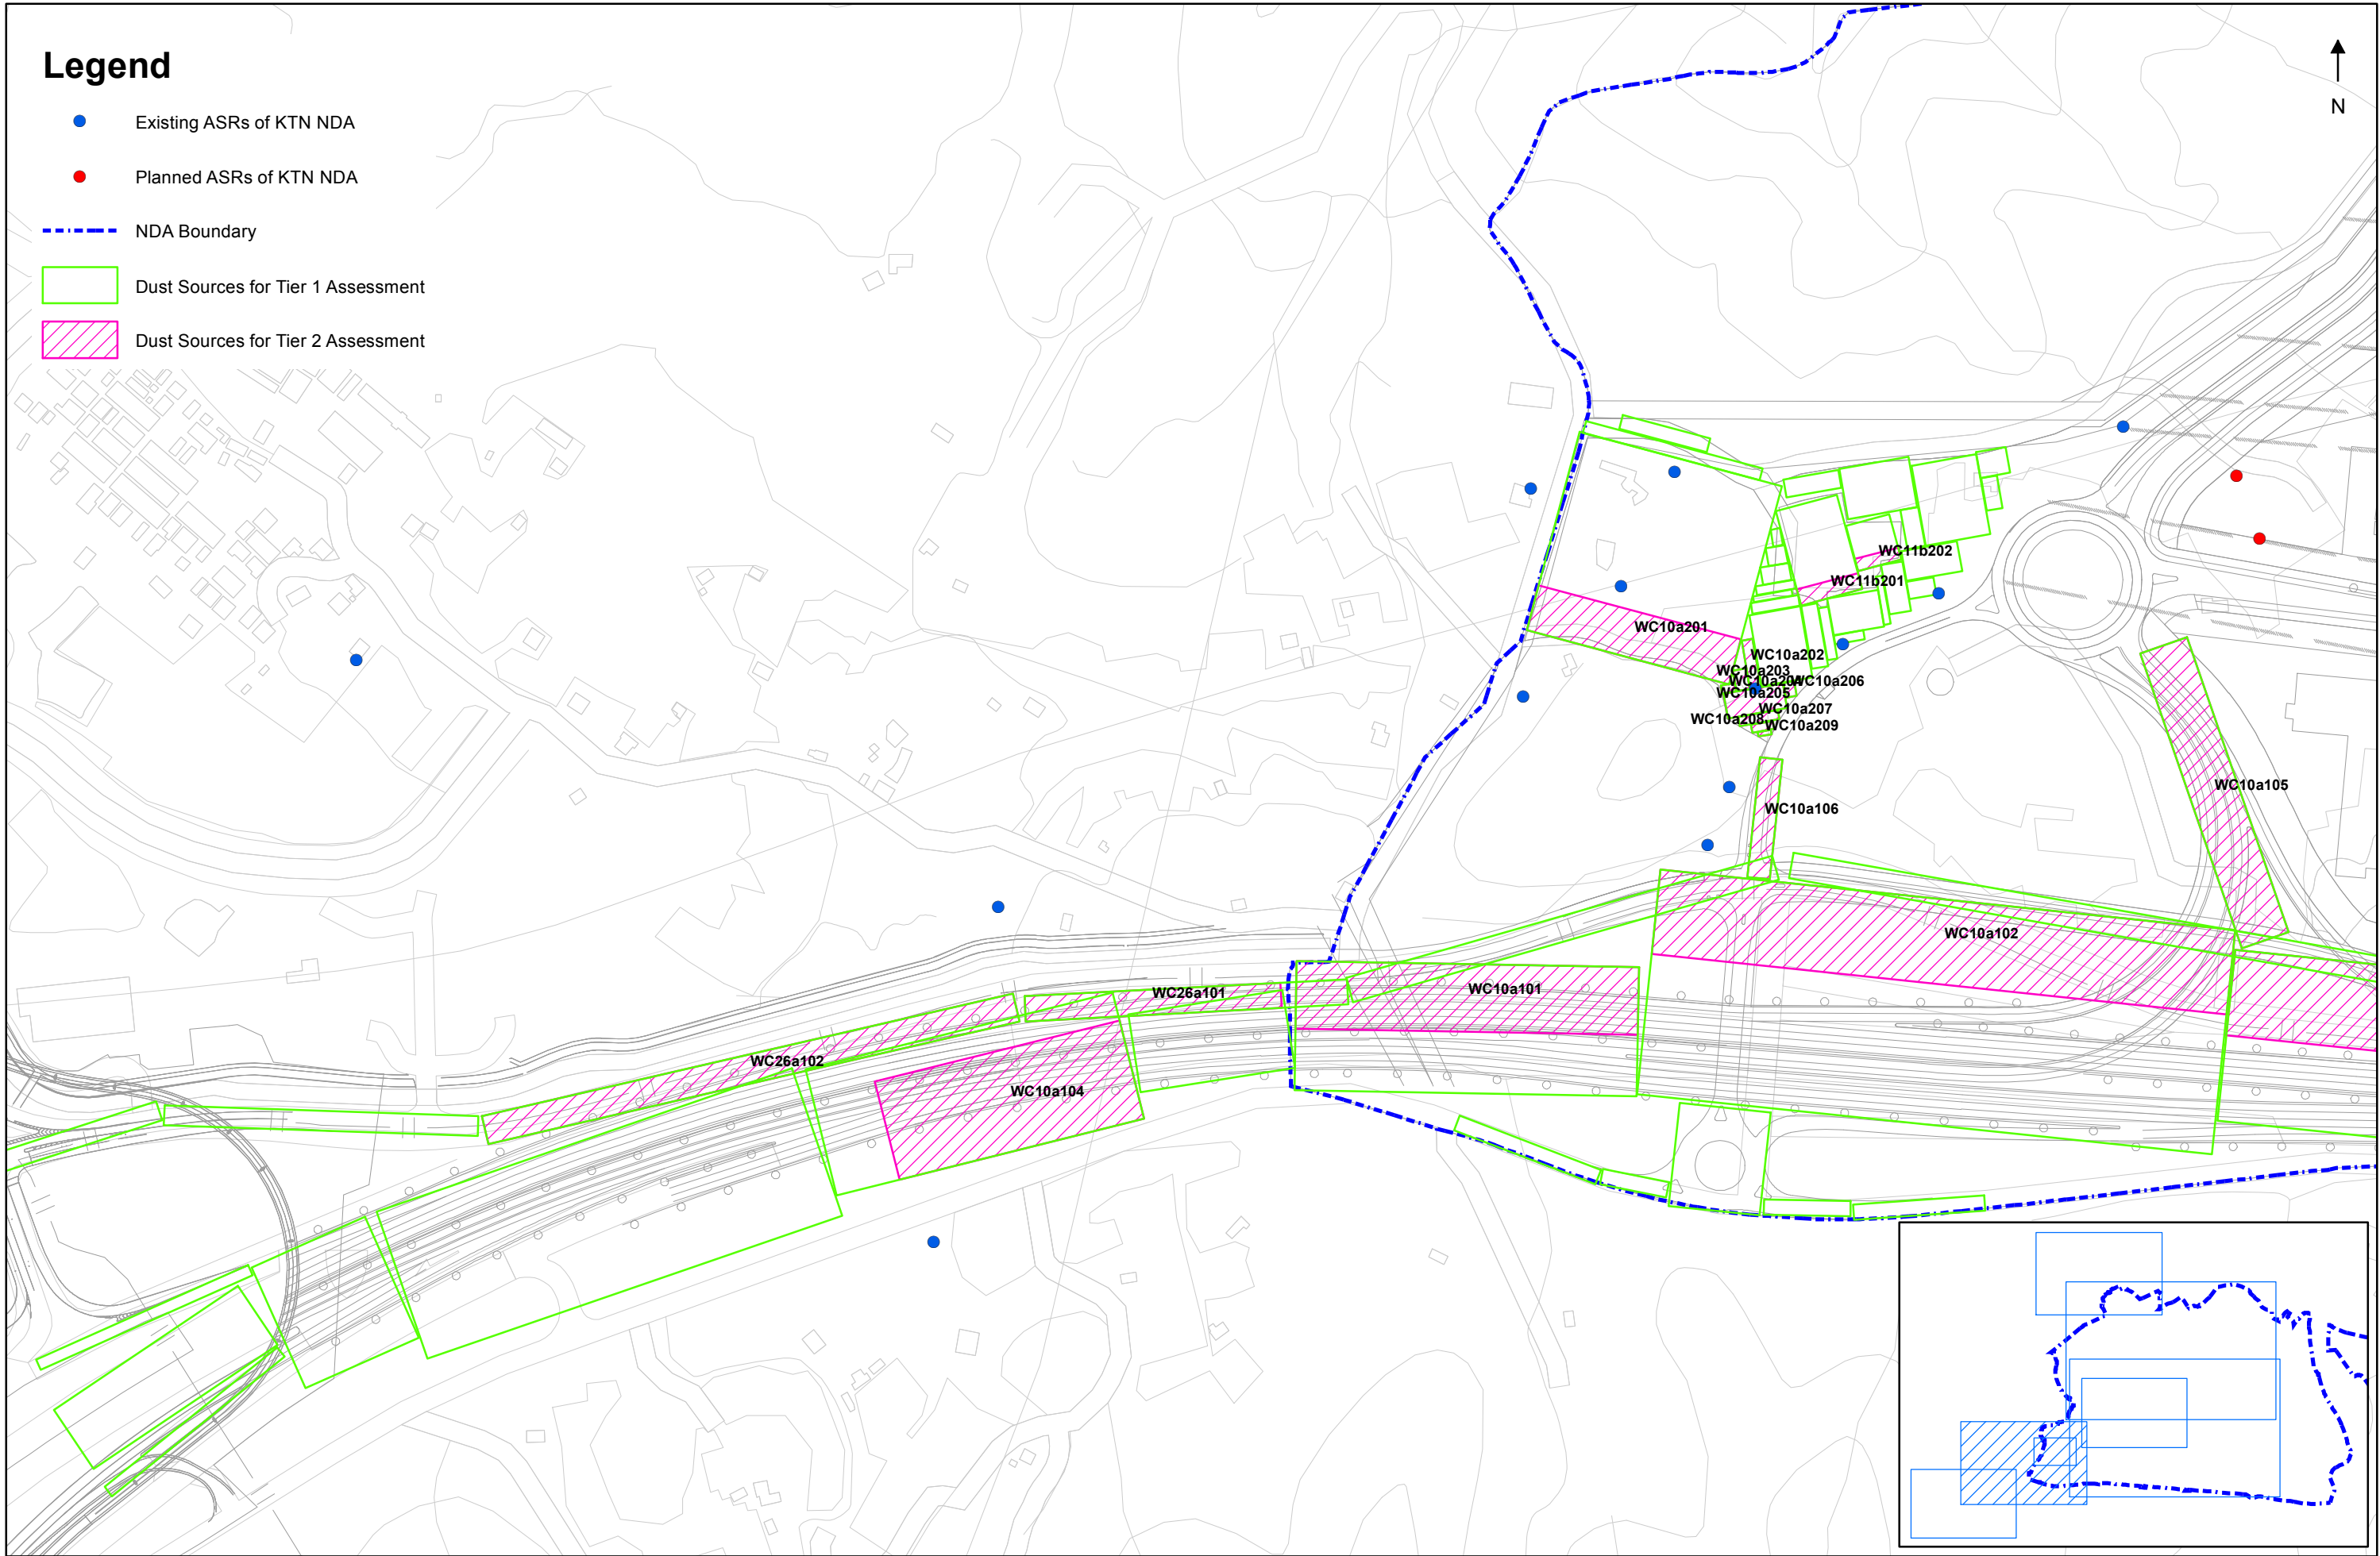 Legend
Existing ASRs of KTN NDA
Planned ASRs of KTN NDA
NDA Boundary
Dust Sources for Tier 1 Assessment
Dust Sources for Tier 2 Assessment
N
WC11b202
WC11b201
WC10a201
WC10a202
WC10a203
WC10a204
WC10a206
WC10a205
WC10a207
WC10a208
WC10a209
WC10a105
WC10a106
WC10a102
WC10a101
WC26a101
WC26a102
WC10a104